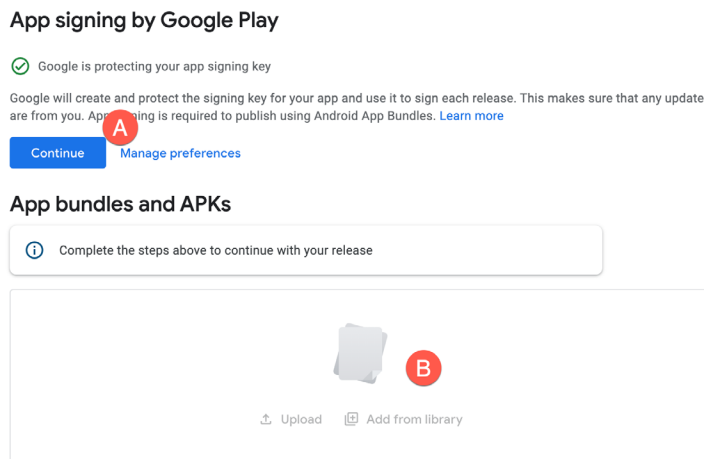 App signing by Google Play
Google is protecting your app signing key
Google will create and protect the signing key for your app and use it to sign each release. This makes sure that any update
are from you. App is required to publish using Android App Bundles. Learn more
A
Continue Manage preferences
App bundles and APKs
Complete the steps above to continue with your release
B
Upload Add from library